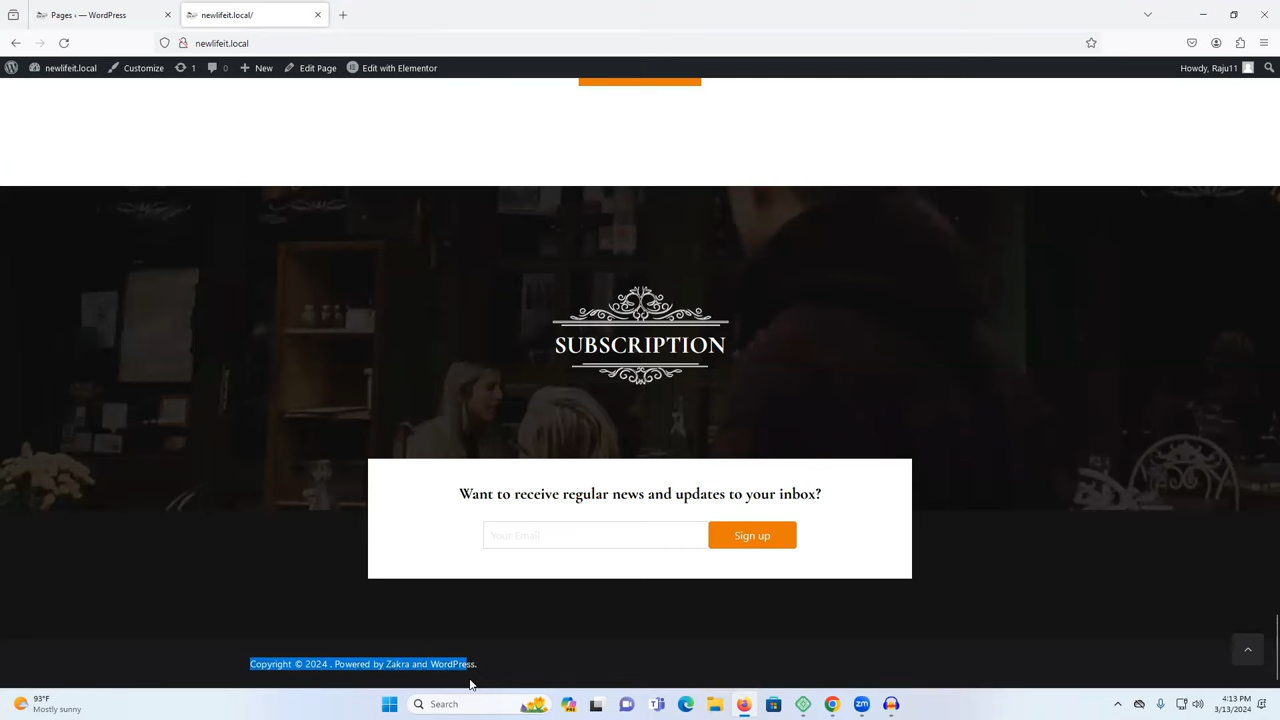 Pages ‹ — WordPress
newlifeit.local/
newlifeit.local
newlifeit.local
Customize
1
0
New
Edit Page
Edit with Elementor
Howdy, Raju11
SUBSCRIPTION
Want to receive regular news and updates to your inbox?
Your Email
Sign up
Copyright © 2024 . Powered by Zakra and WordPress.
93°F
Mostly sunny
Search
4:13 PM
3/13/2024